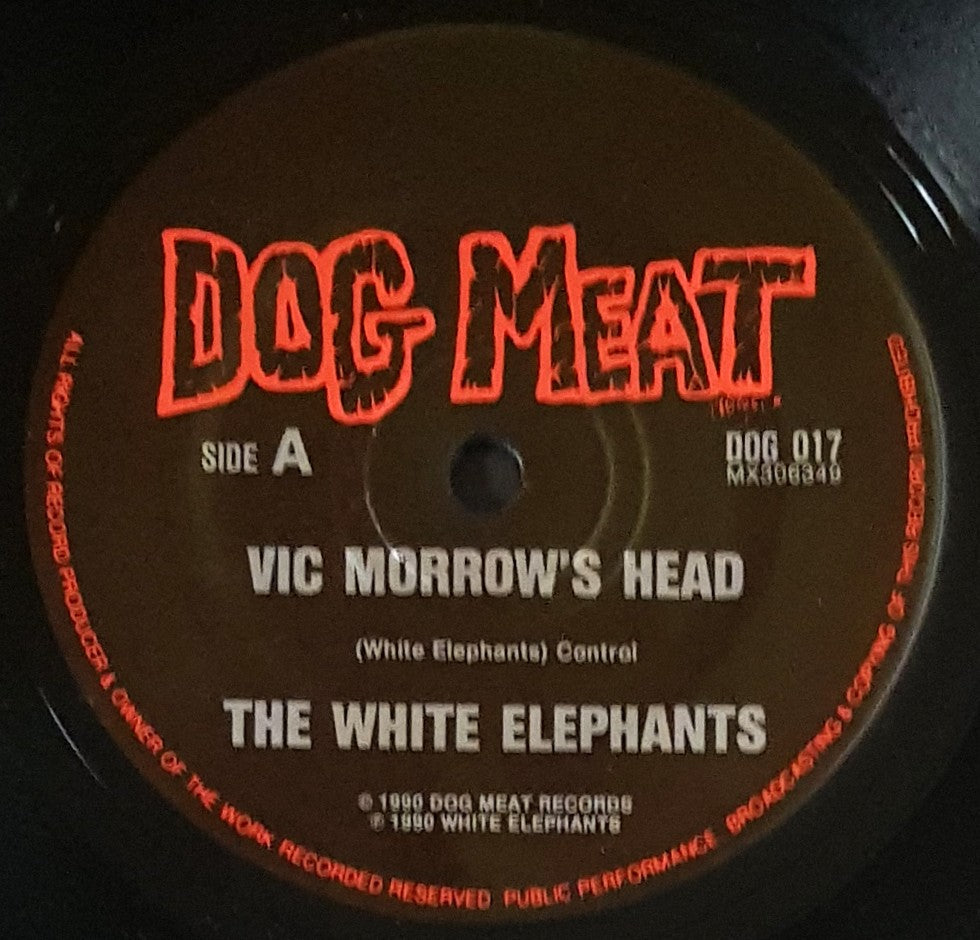 DOG MEAT
SIDE A
DOG 017
MX306349
VIC MORROW'S HEAD
(White Elephants) Control
THE WHITE ELEPHANTS
℗ 1990 DOG MEAT RECORDS
© 1990 WHITE ELEPHANTS
ALL RIGHTS OF RECORD PRODUCER & OWNER OF THE WORK RECORDED RESERVED PUBLIC PERFORMANCE BROADCASTING & COPYING OF THIS RECORD PROHIBITED